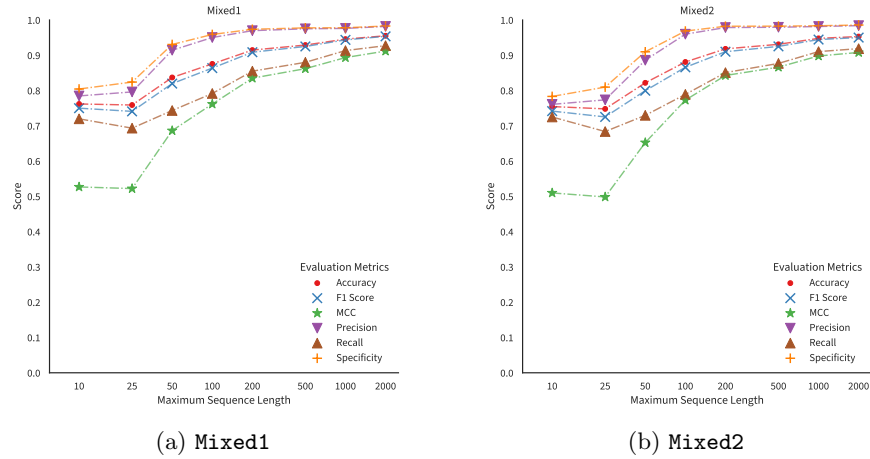 Mixed1
1.0
0.9
0.8
0.7
0.6
0.5
0.4
0.3
0.2
0.1
0.0
Score
10 25 50 100 200 500 1000 2000
Maximum Sequence Length
Evaluation Metrics
Accuracy
F1 Score
MCC
Precision
Recall
Specificity
(a) Mixed1
Mixed2
1.0
0.9
0.8
0.7
0.6
0.5
0.4
0.3
0.2
0.1
0.0
Score
10 25 50 100 200 500 1000 2000
Maximum Sequence Length
Evaluation Metrics
Accuracy
F1 Score
MCC
Precision
Recall
Specificity
(b) Mixed2